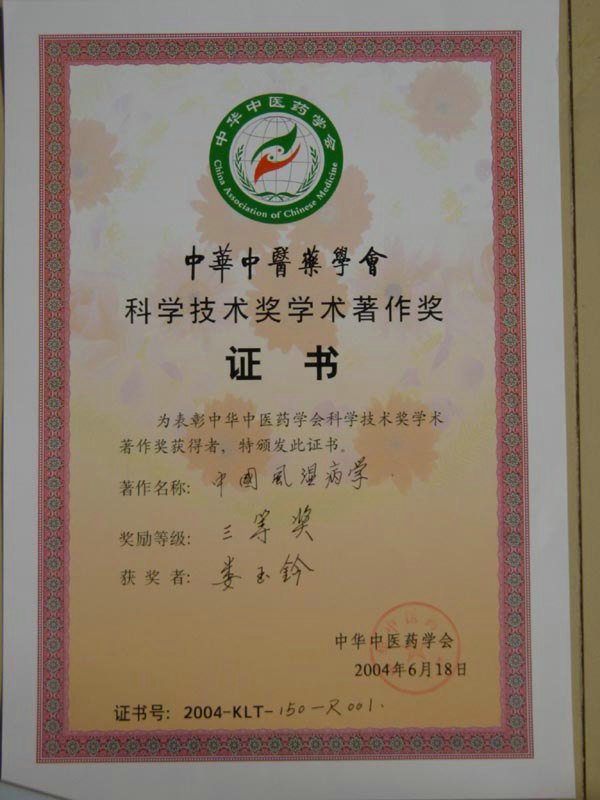 中华中医药学会
China Association of Chinese Medicine
中華中醫藥學會
科学技术奖学术著作奖
证 书
为表彰中华中医药学会科学技术奖学术
著作奖获得者，特颁发此证书。
著作名称：中國風湿病学
奖励等级：三等奖
获 奖 者：娄玉钤
中华中医药学会
2004年6月18日
证书号：2004-KLT-150-R001.